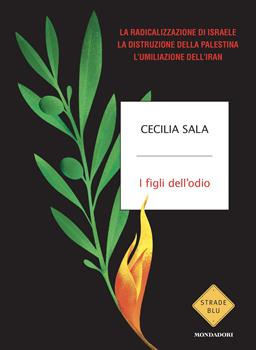 LA RADICALIZZAZIONE DI ISRAELE
LA DISTRUZIONE DELLA PALESTINA
L'UMILIAZIONE DELL'IRAN
CECILIA SALA
I figli dell'odio
STRADE
BLU
MONDADORI